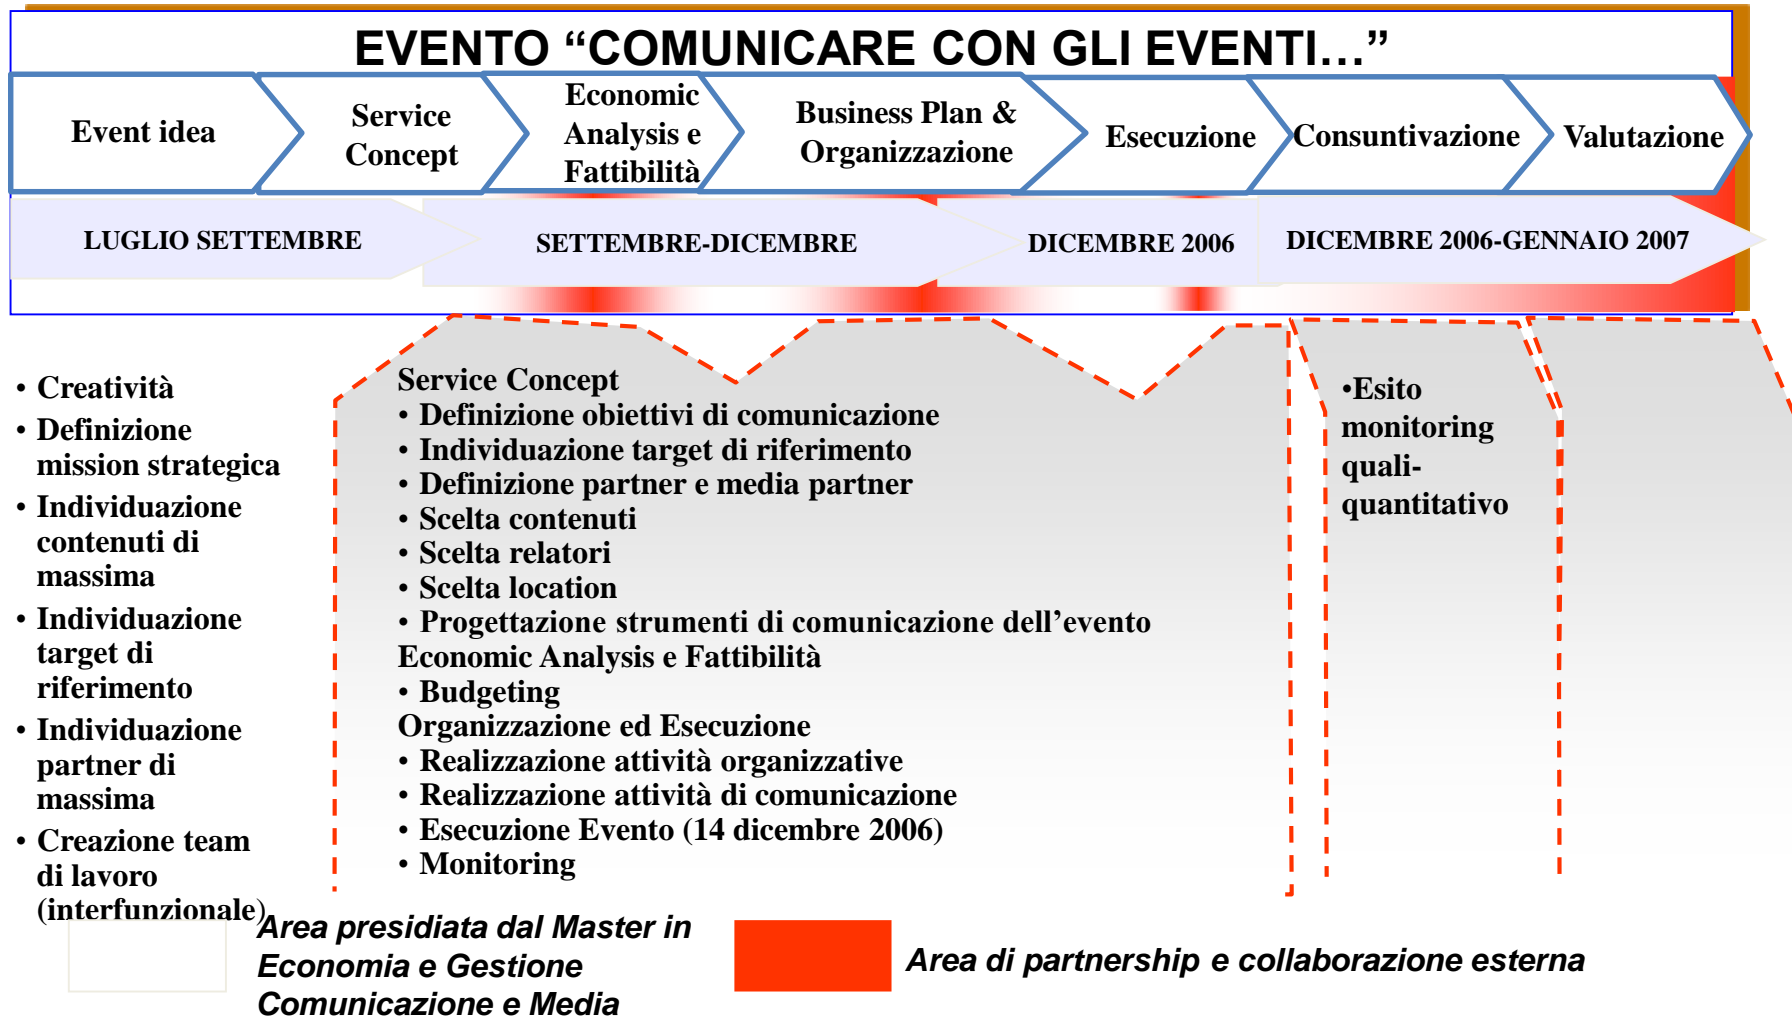 EVENTO “COMUNICARE CON GLI EVENTI…”
Event idea
Service
Concept
Economic
Analysis e
Fattibilità
Business Plan &
Organizzazione
Esecuzione
Consuntivazione
Valutazione
LUGLIO SETTEMBRE
SETTEMBRE-DICEMBRE
DICEMBRE 2006
DICEMBRE 2006-GENNAIO 2007
• Creatività
• Definizione
mission strategica
• Individuazione
contenuti di
massima
• Individuazione
target di
riferimento
• Individuazione
partner di
massima
• Creazione team
di lavoro
(interfunzionale)
Service Concept
• Definizione obiettivi di comunicazione
• Individuazione target di riferimento
• Definizione partner e media partner
• Scelta contenuti
• Scelta relatori
• Scelta location
• Progettazione strumenti di comunicazione dell’evento
Economic Analysis e Fattibilità
• Budgeting
Organizzazione ed Esecuzione
• Realizzazione attività organizzative
• Realizzazione attività di comunicazione
• Esecuzione Evento (14 dicembre 2006)
• Monitoring
•Esito
monitoring
quali-
quantitativo
Area presidiata dal Master in
Economia e Gestione
Comunicazione e Media
Area di partnership e collaborazione esterna